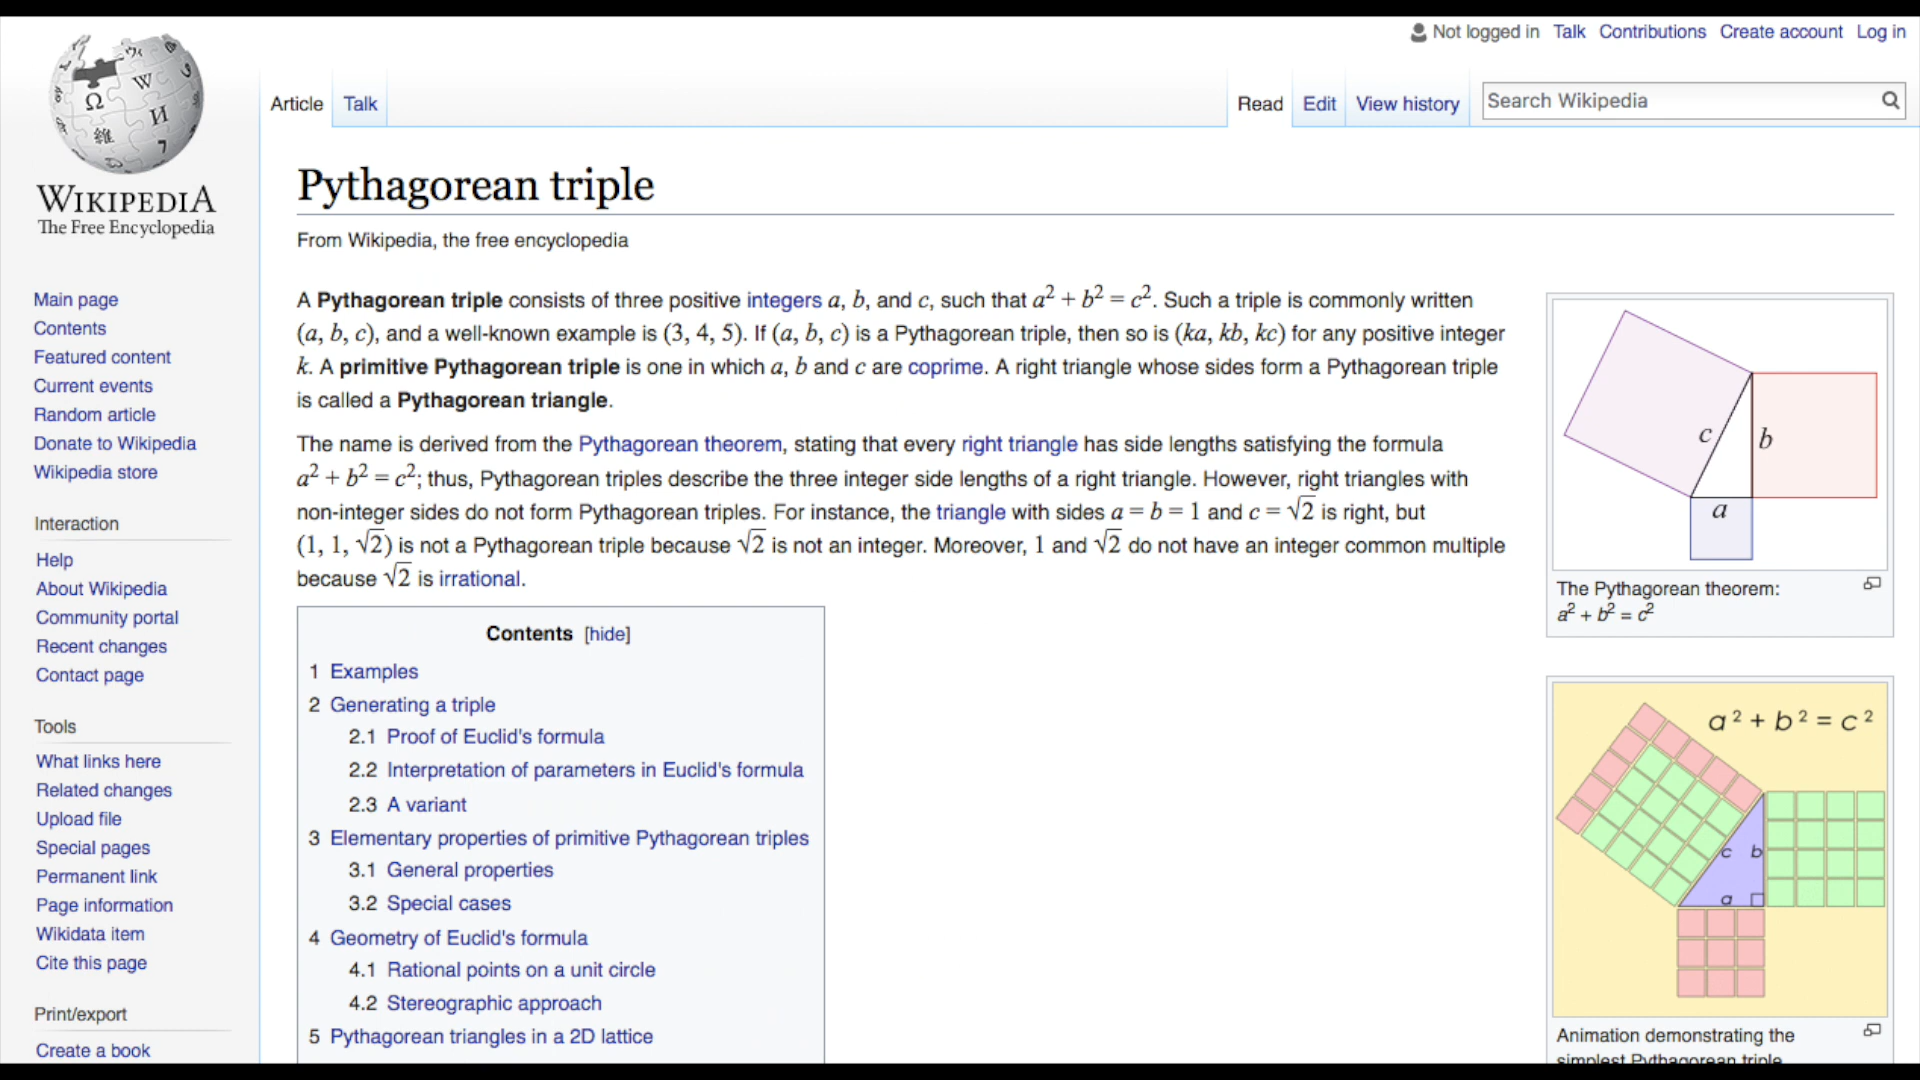 Not logged in Talk Contributions Create account Log in
Article Talk Read Edit View history Search Wikipedia
Ω W И 維 7
WIKIPEDIA
The Free Encyclopedia
Main page
Contents
Featured content
Current events
Random article
Donate to Wikipedia
Wikipedia store
Interaction
Help
About Wikipedia
Community portal
Recent changes
Contact page
Tools
What links here
Related changes
Upload file
Special pages
Permanent link
Page information
Wikidata item
Cite this page
Print/export
Create a book
Pythagorean triple
From Wikipedia, the free encyclopedia
A Pythagorean triple consists of three positive integers a, b, and c, such that a² + b² = c². Such a triple is commonly written
(a, b, c), and a well-known example is (3, 4, 5). If (a, b, c) is a Pythagorean triple, then so is (ka, kb, kc) for any positive integer
k. A primitive Pythagorean triple is one in which a, b and c are coprime. A right triangle whose sides form a Pythagorean triple
is called a Pythagorean triangle.
The name is derived from the Pythagorean theorem, stating that every right triangle has side lengths satisfying the formula
a² + b² = c²; thus, Pythagorean triples describe the three integer side lengths of a right triangle. However, right triangles with
non-integer sides do not form Pythagorean triples. For instance, the triangle with sides a = b = 1 and c = √2 is right, but
(1, 1, √2) is not a Pythagorean triple because √2 is not an integer. Moreover, 1 and √2 do not have an integer common multiple
because √2 is irrational.
Contents [hide]
1 Examples
2 Generating a triple
2.1 Proof of Euclid's formula
2.2 Interpretation of parameters in Euclid's formula
2.3 A variant
3 Elementary properties of primitive Pythagorean triples
3.1 General properties
3.2 Special cases
4 Geometry of Euclid's formula
4.1 Rational points on a unit circle
4.2 Stereographic approach
5 Pythagorean triangles in a 2D lattice
c b
a
The Pythagorean theorem:
a² + b² = c²
a² + b² = c²
c b
a
Animation demonstrating the
simplest Pythagorean triple